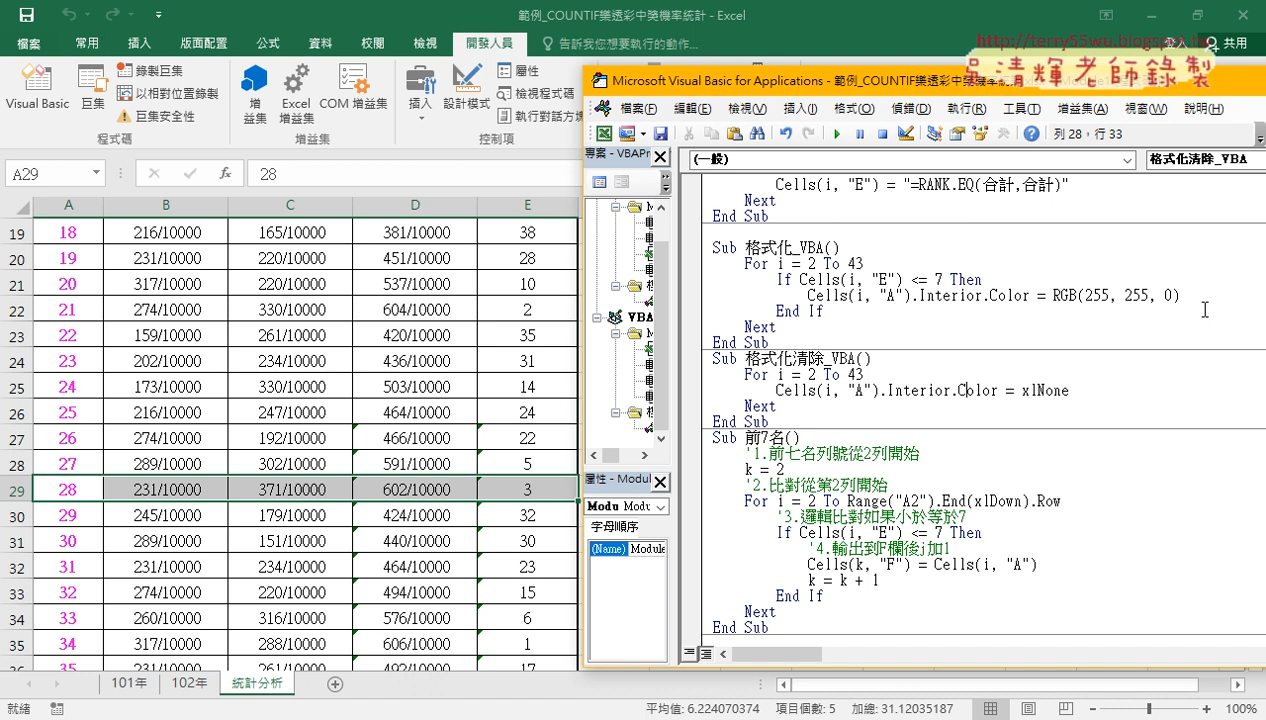 範例_COUNTIF樂透彩中獎機率統計 - Excel
http://terry55wu.blogspot.tw
吳清輝老師錄製
檔案 常用 插入 版面配置 公式 資料 校閱 檢視 開發人員 告訴我您想要執行的動作... 登入 共用
Visual Basic 巨集 錄製巨集 以相對位置錄製 巨集安全性
增益集 Excel 增益集 COM 增益集
插入 設計模式 屬性 檢視程式碼 執行對話方塊
程式碼 增益集 控制項
A29 fx 28
A B C D E
19 18 216/10000 165/10000 381/10000 38
20 19 231/10000 220/10000 451/10000 28
21 20 317/10000 220/10000 537/10000 10
22 21 274/10000 330/10000 604/10000 2
23 22 159/10000 261/10000 420/10000 35
24 23 202/10000 234/10000 436/10000 31
25 24 173/10000 330/10000 503/10000 14
26 25 216/10000 247/10000 464/10000 24
27 26 274/10000 192/10000 466/10000 22
28 27 289/10000 302/10000 591/10000 5
29 28 231/10000 371/10000 602/10000 3
30 29 245/10000 179/10000 424/10000 32
31 30 289/10000 151/10000 440/10000 30
32 31 231/10000 234/10000 464/10000 23
33 32 274/10000 220/10000 494/10000 15
34 33 260/10000 316/10000 576/10000 6
35 34 317/10000 288/10000 606/10000 1
35 231/10000 261/10000 492/10000 17
101年 102年 統計分析
就緒 平均值: 6.224070374 項目個數: 5 加總: 31.12035187 100%
Microsoft Visual Basic for Applications - 範例_COUNTIF樂透彩中獎機率統計
檔案(F) 編輯(E) 檢視(V) 插入(I) 格式(O) 偵錯(D) 執行(R) 工具(T) 增益集(A) 視窗(W) 說明(H)
列 28，行 33
專案 - VBAPr
VBA
屬性 - Modul
Modu Modu
字母順序
(Name) Module
(一般) 格式化清除_VBA
Cells(i, "E") = "=RANK.EQ(合計,合計)"
Next
End Sub
Sub 格式化_VBA()
For i = 2 To 43
If Cells(i, "E") <= 7 Then
Cells(i, "A").Interior.Color = RGB(255, 255, 0)
End If
Next
End Sub
Sub 格式化清除_VBA()
For i = 2 To 43
Cells(i, "A").Interior.Color = xlNone
Next
End Sub
Sub 前7名()
'1.前七名列號從2列開始
k = 2
'2.比對從第2列開始
For i = 2 To Range("A2").End(xlDown).Row
'3.邏輯比對如果小於等於7
If Cells(i, "E") <= 7 Then
'4.輸出到F欄後j加1
Cells(k, "F") = Cells(i, "A")
k = k + 1
End If
Next
End Sub